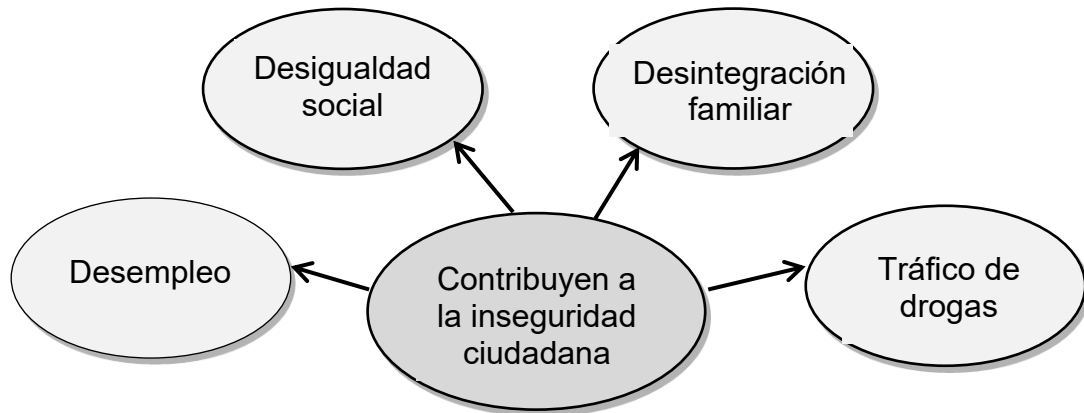 Desigualdad
social
Desintegración
familiar
Desempleo
Contribuyen a
la inseguridad
ciudadana
Tráfico de
drogas